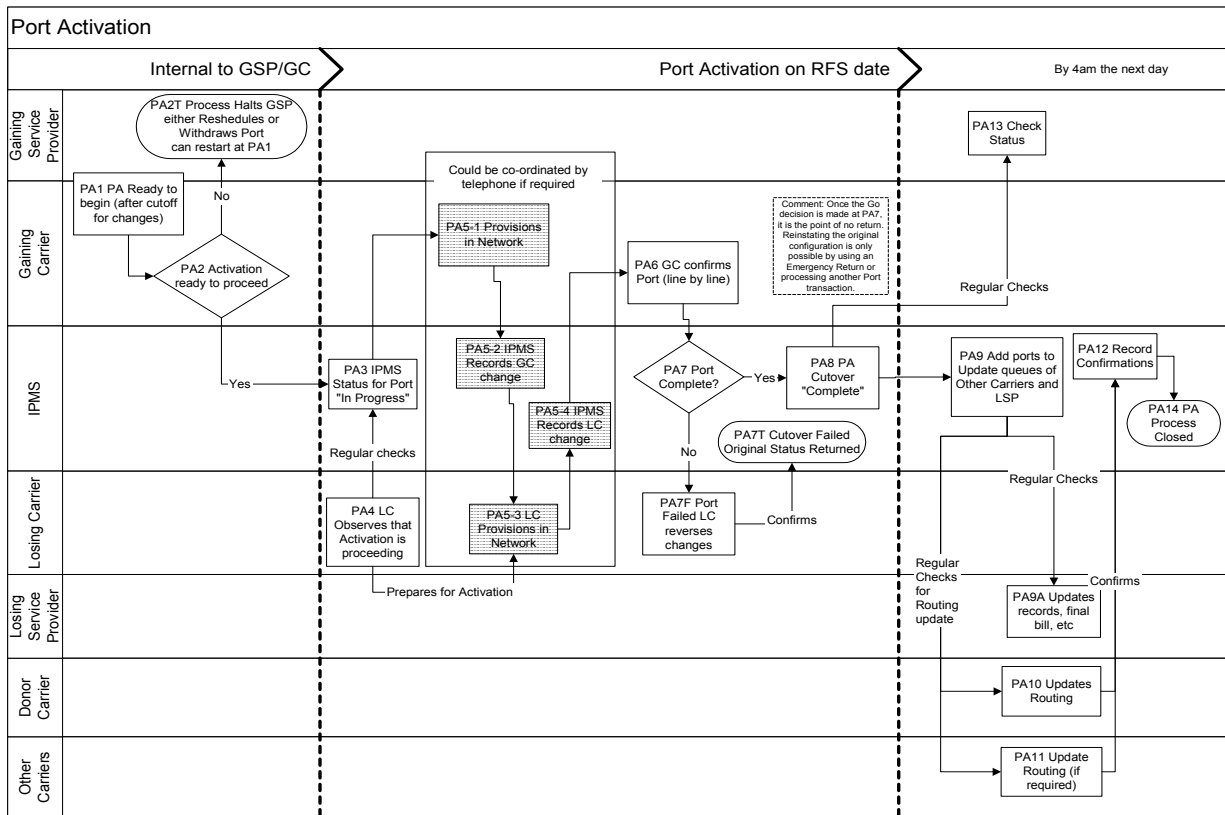 Port Activation
Internal to GSP/GC
Port Activation on RFS date
By 4am the next day
Gaining
Service
Provider
PA2T Process Halts GSP
either Reshedules or
Withdraws Port
can restart at PA1
PA13 Check
Status
Could be co-ordinated by
telephone if required
Gaining
Carrier
PA1 PA Ready to
begin (after cutoff
for changes)
No
PA2 Activation
ready to proceed
PA5-1 Provisions
in Network
PA6 GC confirms
Port (line by line)
Comment: Once the Go
decision is made at PA7,
it is the point of no return.
Reinstating the original
configuration is only
possible by using an
Emergency Return or
processing another Port
transaction.
Regular Checks
IPMS
Yes
PA3 IPMS
Status for Port
"In Progress"
PA5-2 IPMS
Records GC
change
PA5-4 IPMS
Records LC
change
PA7 Port
Complete?
Yes
PA8 PA
Cutover
"Complete"
PA9 Add ports to
Update queues of
Other Carriers and
LSP
PA12 Record
Confirmations
PA14 PA
Process
Closed
Regular checks
No
PA7T Cutover Failed
Original Status Returned
Regular Checks
Losing Carrier
PA4 LC
Observes that
Activation is
proceeding
PA5-3 LC
Provisions in
Network
PA7F Port
Failed LC
reverses
changes
Confirms
Prepares for Activation
Regular
Checks
for
Routing
update
Confirms
Losing
Service
Provider
PA9A Updates
records, final
bill, etc
Donor
Carrier
PA10 Updates
Routing
Other
Carriers
PA11 Update
Routing (if
required)